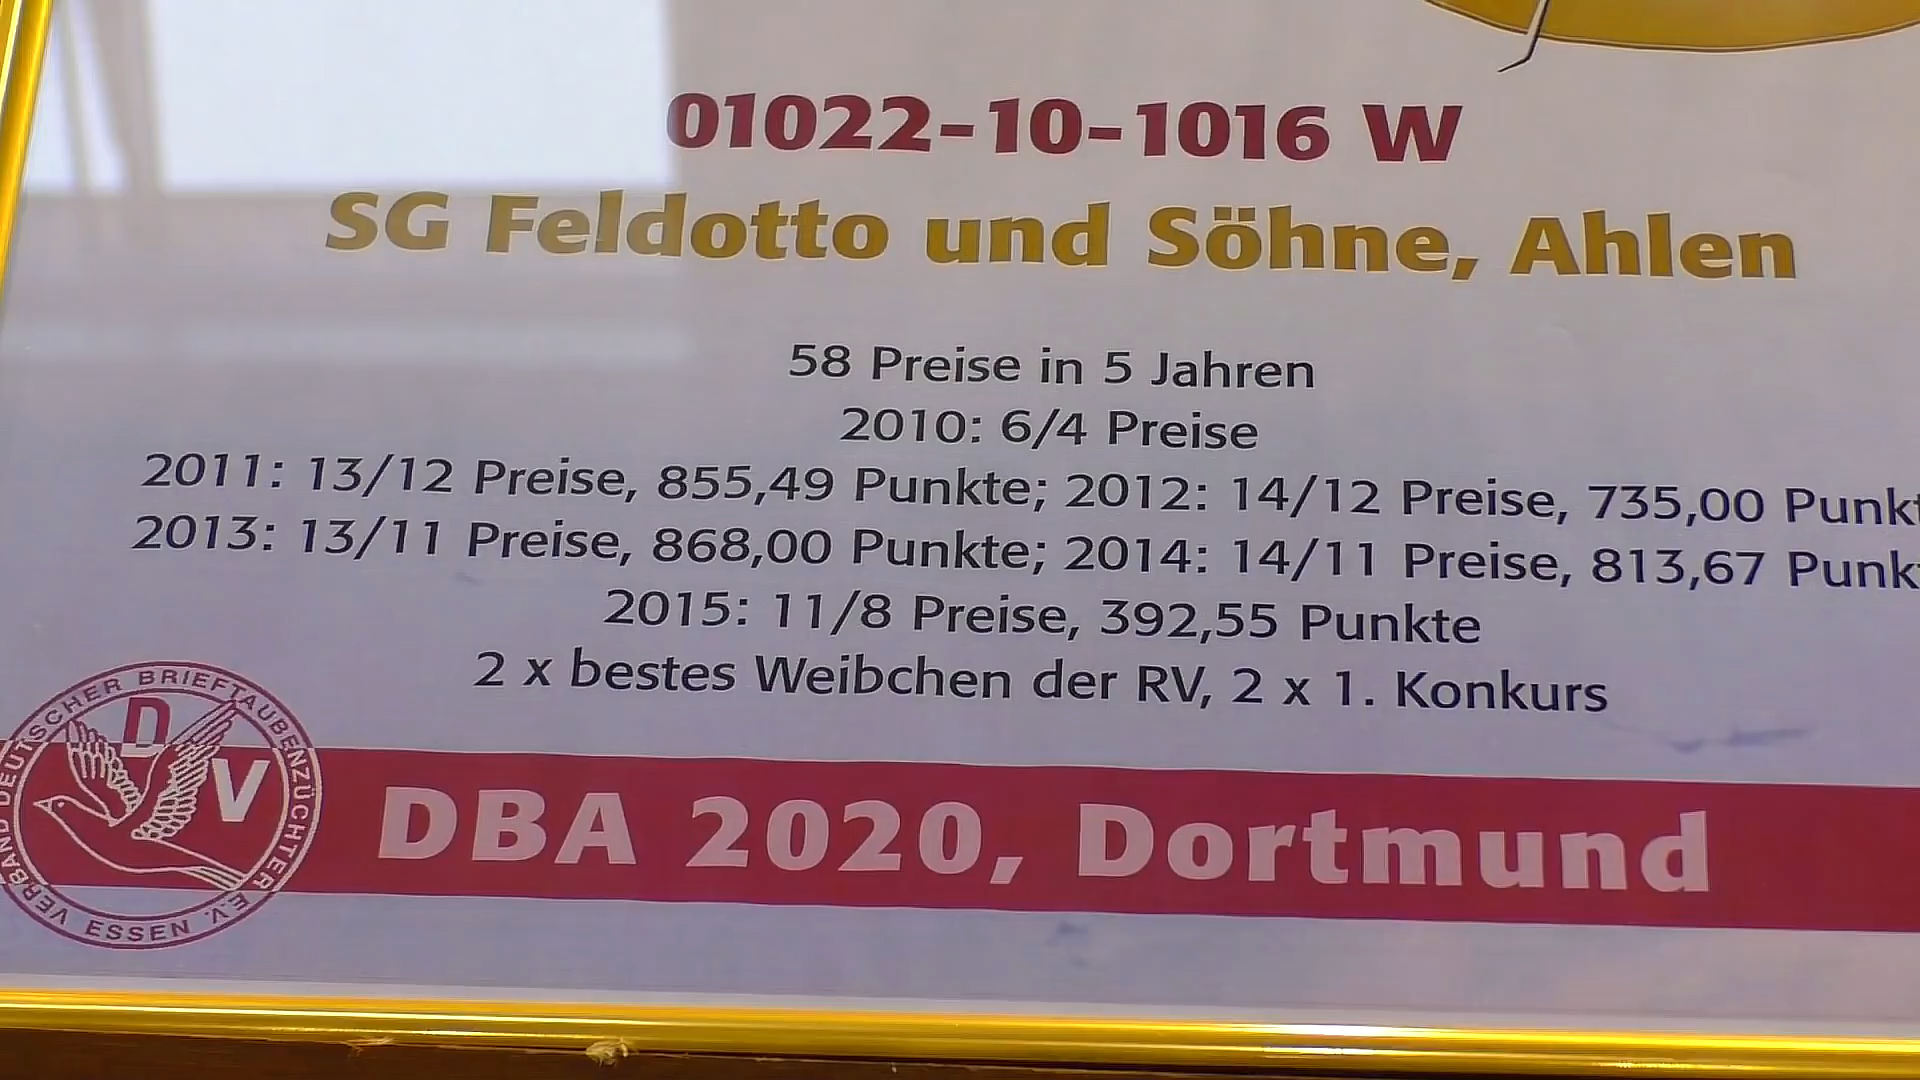 01022-10-1016 W
SG Feldotto und Söhne, Ahlen
58 Preise in 5 Jahren
2010: 6/4 Preise
2011: 13/12 Preise, 855,49 Punkte; 2012: 14/12 Preise, 735,00 Punkt
2013: 13/11 Preise, 868,00 Punkte; 2014: 14/11 Preise, 813,67 Punkt
2015: 11/8 Preise, 392,55 Punkte
2 x bestes Weibchen der RV, 2 x 1. Konkurs
VERBAND DEUTSCHER BRIEFTAUBENZÜCHTER E.V. ESSEN
D
V
DBA 2020, Dortmund